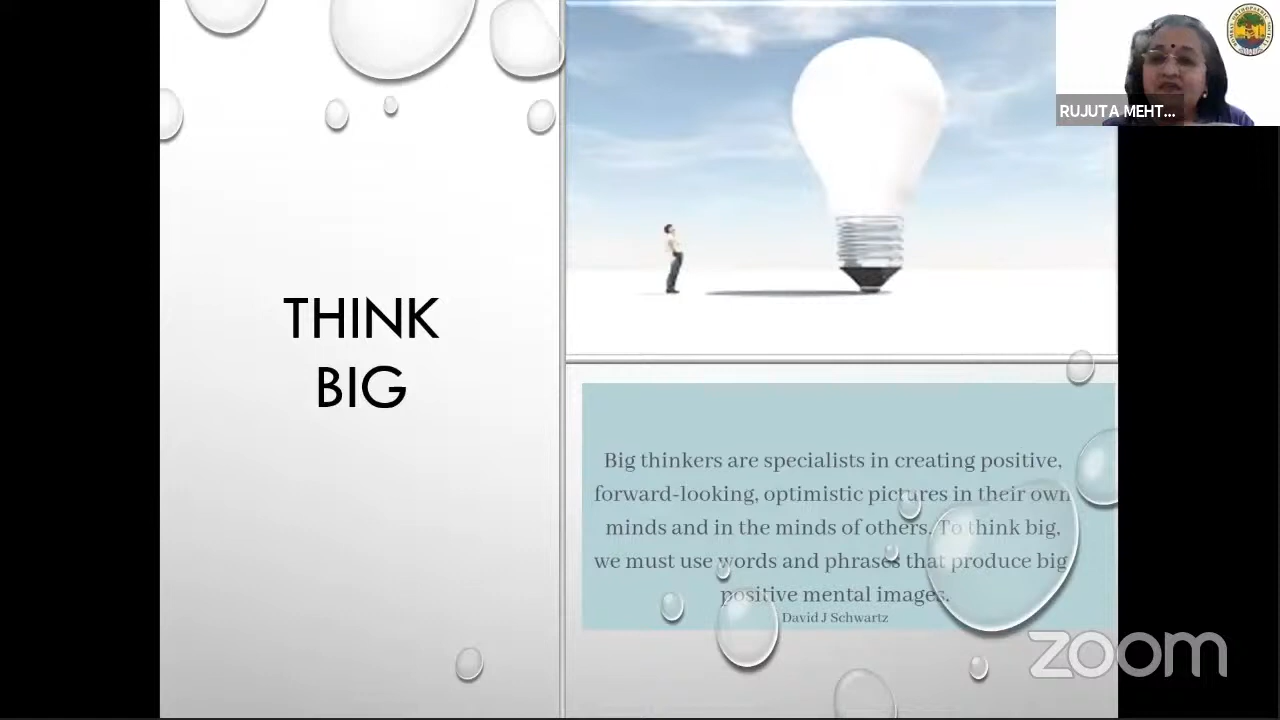 THINK
BIG
Big thinkers are specialists in creating positive,
forward-looking, optimistic pictures in their own
minds and in the minds of others. To think big,
we must use words and phrases that produce big
positive mental images.
David J Schwartz
RUJUTA MEHT...
zoom